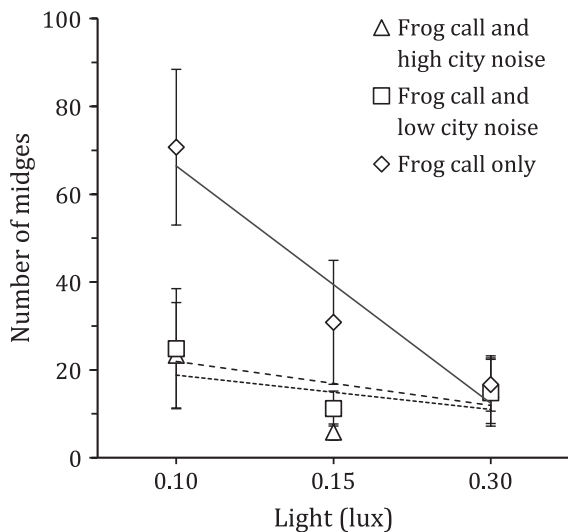 100
80
60
40
20
0
Number of midges
Frog call and
high city noise
Frog call and
low city noise
Frog call only
0.10
0.15
0.30
Light (lux)